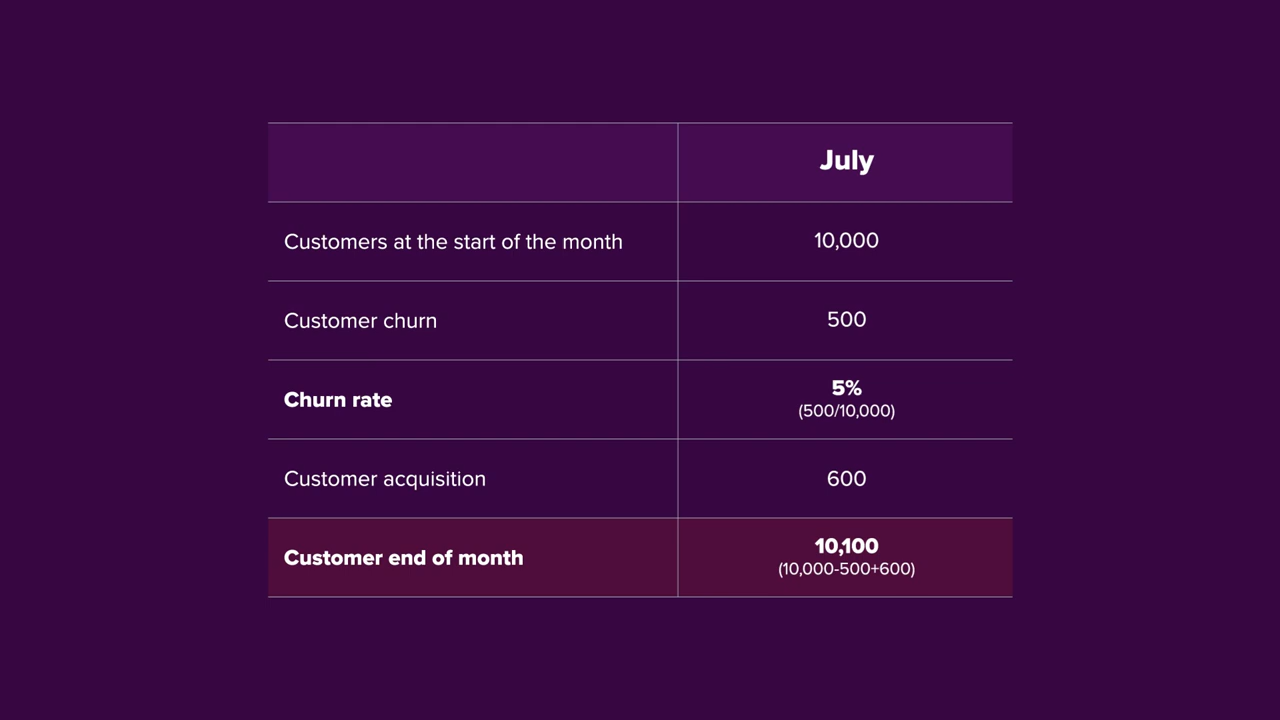 July
Customers at the start of the month
10,000
Customer churn
500
Churn rate
5%
(500/10,000)
Customer acquisition
600
Customer end of month
10,100
(10,000-500+600)